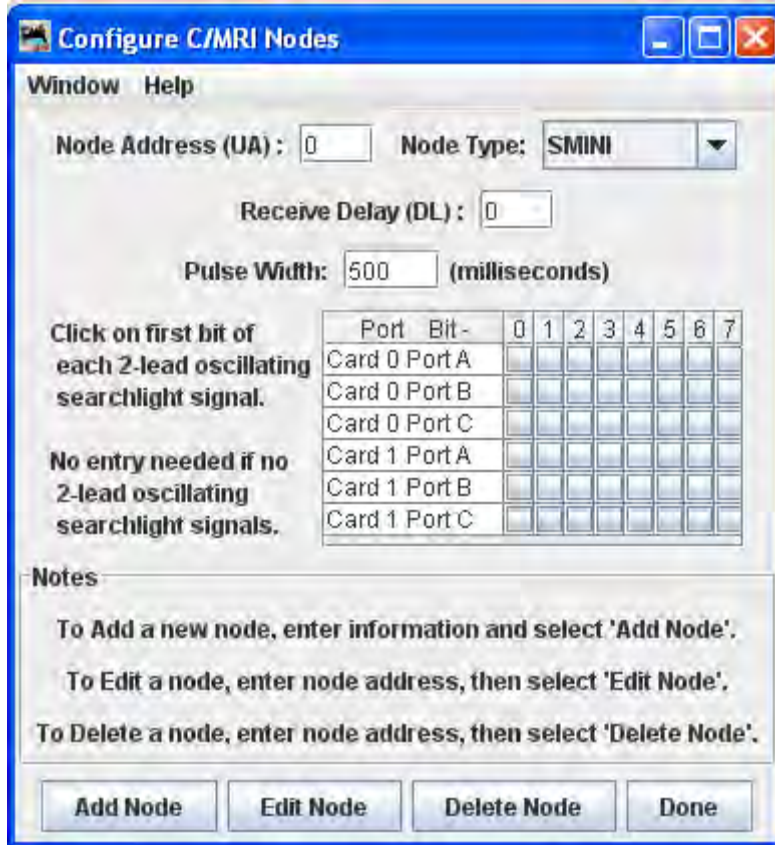 Configure C/MRI Nodes
Window Help
Node Address (UA) : 0 Node Type: SMINI
Receive Delay (DL) : 0
Pulse Width: 500 (milliseconds)
Click on first bit of
each 2-lead oscillating
searchlight signal.
No entry needed if no
2-lead oscillating
searchlight signals.
Port Bit - 0 1 2 3 4 5 6 7
Card 0 Port A
Card 0 Port B
Card 0 Port C
Card 1 Port A
Card 1 Port B
Card 1 Port C
Notes
To Add a new node, enter information and select 'Add Node'.
To Edit a node, enter node address, then select 'Edit Node'.
To Delete a node, enter node address, then select 'Delete Node'.
Add Node Edit Node Delete Node Done